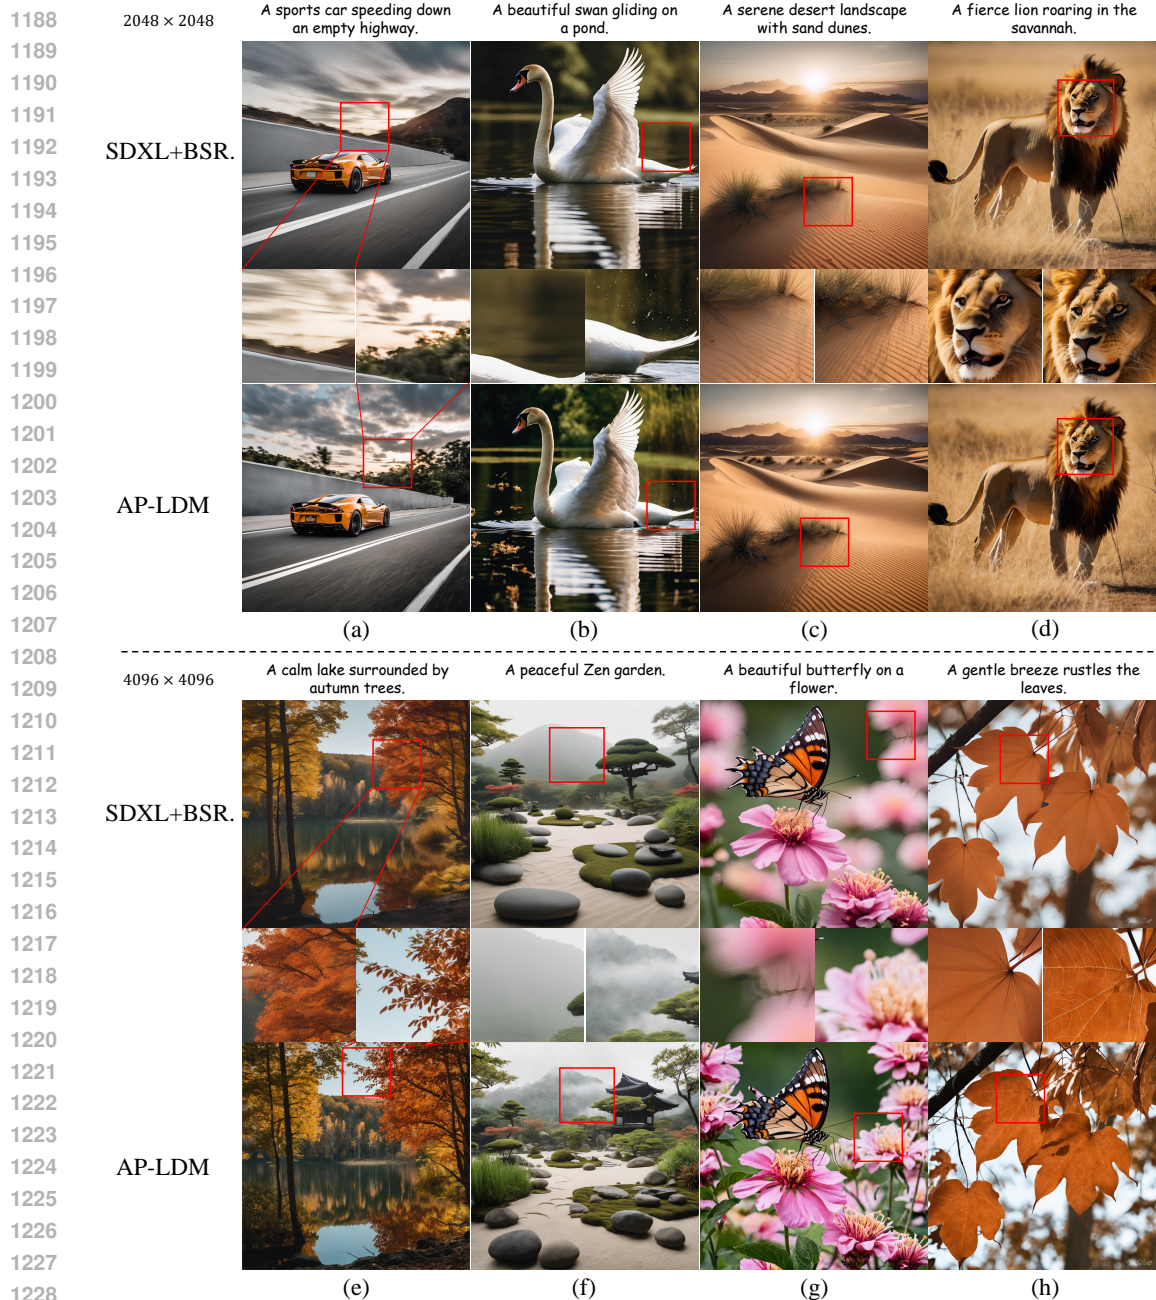 1188
2048 × 2048
A sports car speeding down
an empty highway.
A beautiful swan gliding on
a pond.
A serene desert landscape
with sand dunes.
A fierce lion roaring in the
savannah.
1189
1190
1191
1192
SDXL+BSR.
1193
1194
1195
1196
1197
1198
1199
1200
1201
1202
1203
AP-LDM
1204
1205
1206
1207
(a)
(b)
(c)
(d)
1208
1209
4096 × 4096
A calm lake surrounded by
autumn trees.
A peaceful Zen garden.
A beautiful butterfly on a
flower.
A gentle breeze rustles the
leaves.
1210
1211
1212
1213
SDXL+BSR.
1214
1215
1216
1217
1218
1219
1220
1221
1222
1223
1224
AP-LDM
1225
1226
1227
1228
(e)
(f)
(g)
(h)